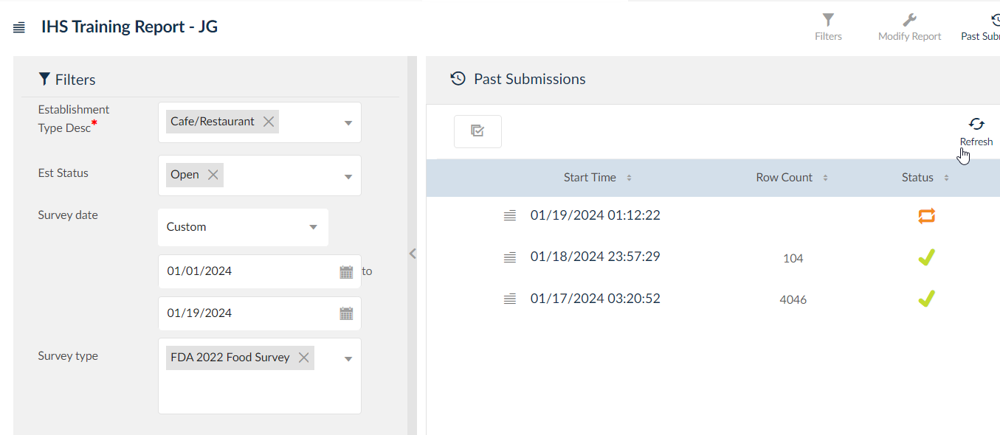 IHS Training Report - JG
Filters
Modify Report
Past Subm
Filters
Establishment
Type Desc*
Cafe/Restaurant
Est Status
Open
Survey date
Custom
01/01/2024
to
01/19/2024
Survey type
FDA 2022 Food Survey
Past Submissions
Refresh
Start Time
Row Count
Status
01/19/2024 01:12:22
01/18/2024 23:57:29
104
01/17/2024 03:20:52
4046